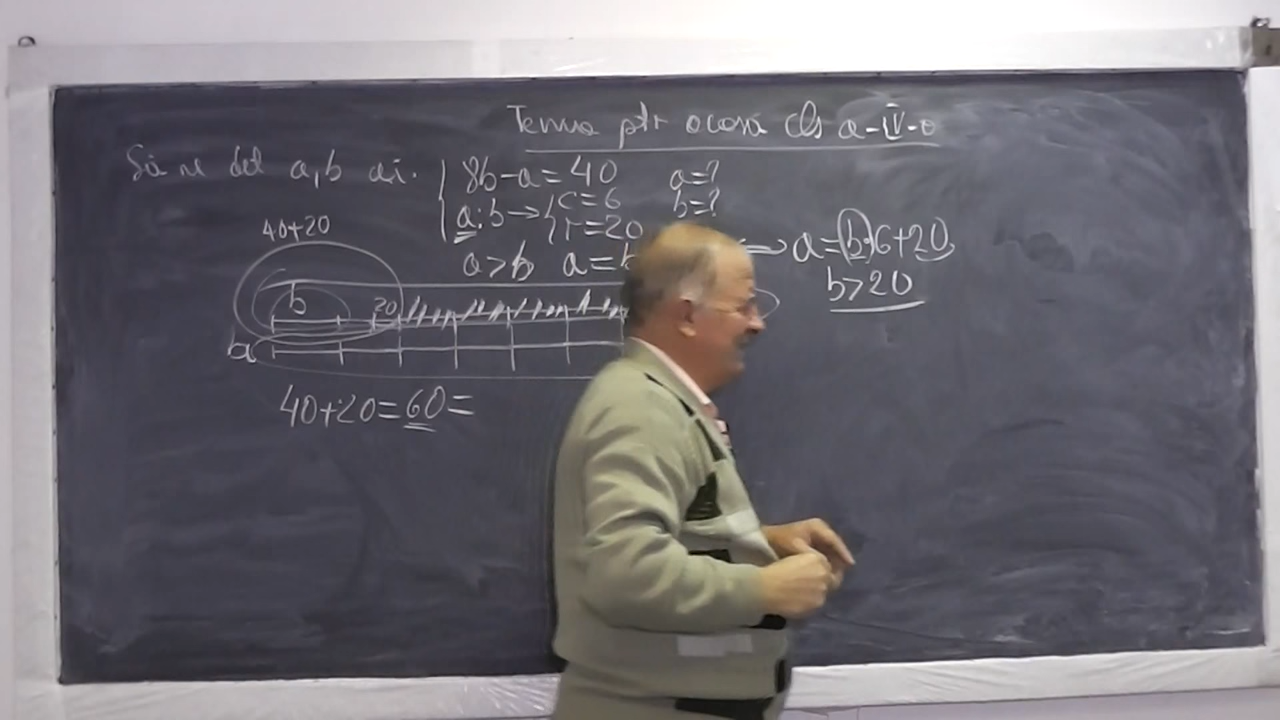 Tema ptr acasă cls a-IV-a
Să se det a,b aî. 8b-a=40 a=?
a:b→ c=6 b=?
r=20
40+20
a>b a=b
a=b·6+20,
b>20
b 20
a
40+20=60=